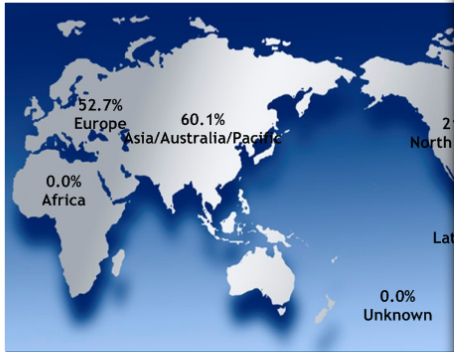 52.7%
Europe
60.1%
Asia/Australia/Pacific
0.0%
Africa
North
0.0%
Unknown